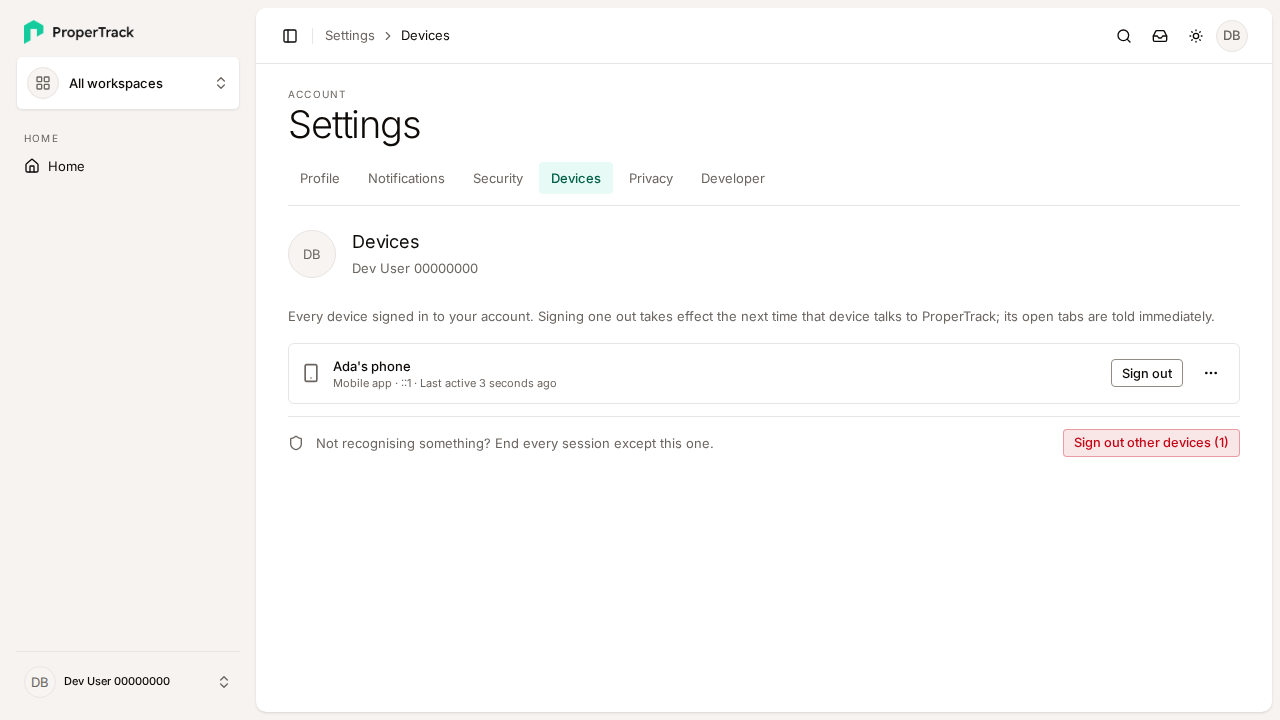 ProperTrack
All workspaces
HOME
Home
DB
Dev User 00000000
Settings
Devices
DB
ACCOUNT
Settings
Profile
Notifications
Security
Devices
Privacy
Developer
DB
Devices
Dev User 00000000
Every device signed in to your account. Signing one out takes effect the next time that device talks to ProperTrack; its open tabs are told immediately.
Ada's phone
Mobile app · ::1 · Last active 3 seconds ago
Sign out
Not recognising something? End every session except this one.
Sign out other devices (1)